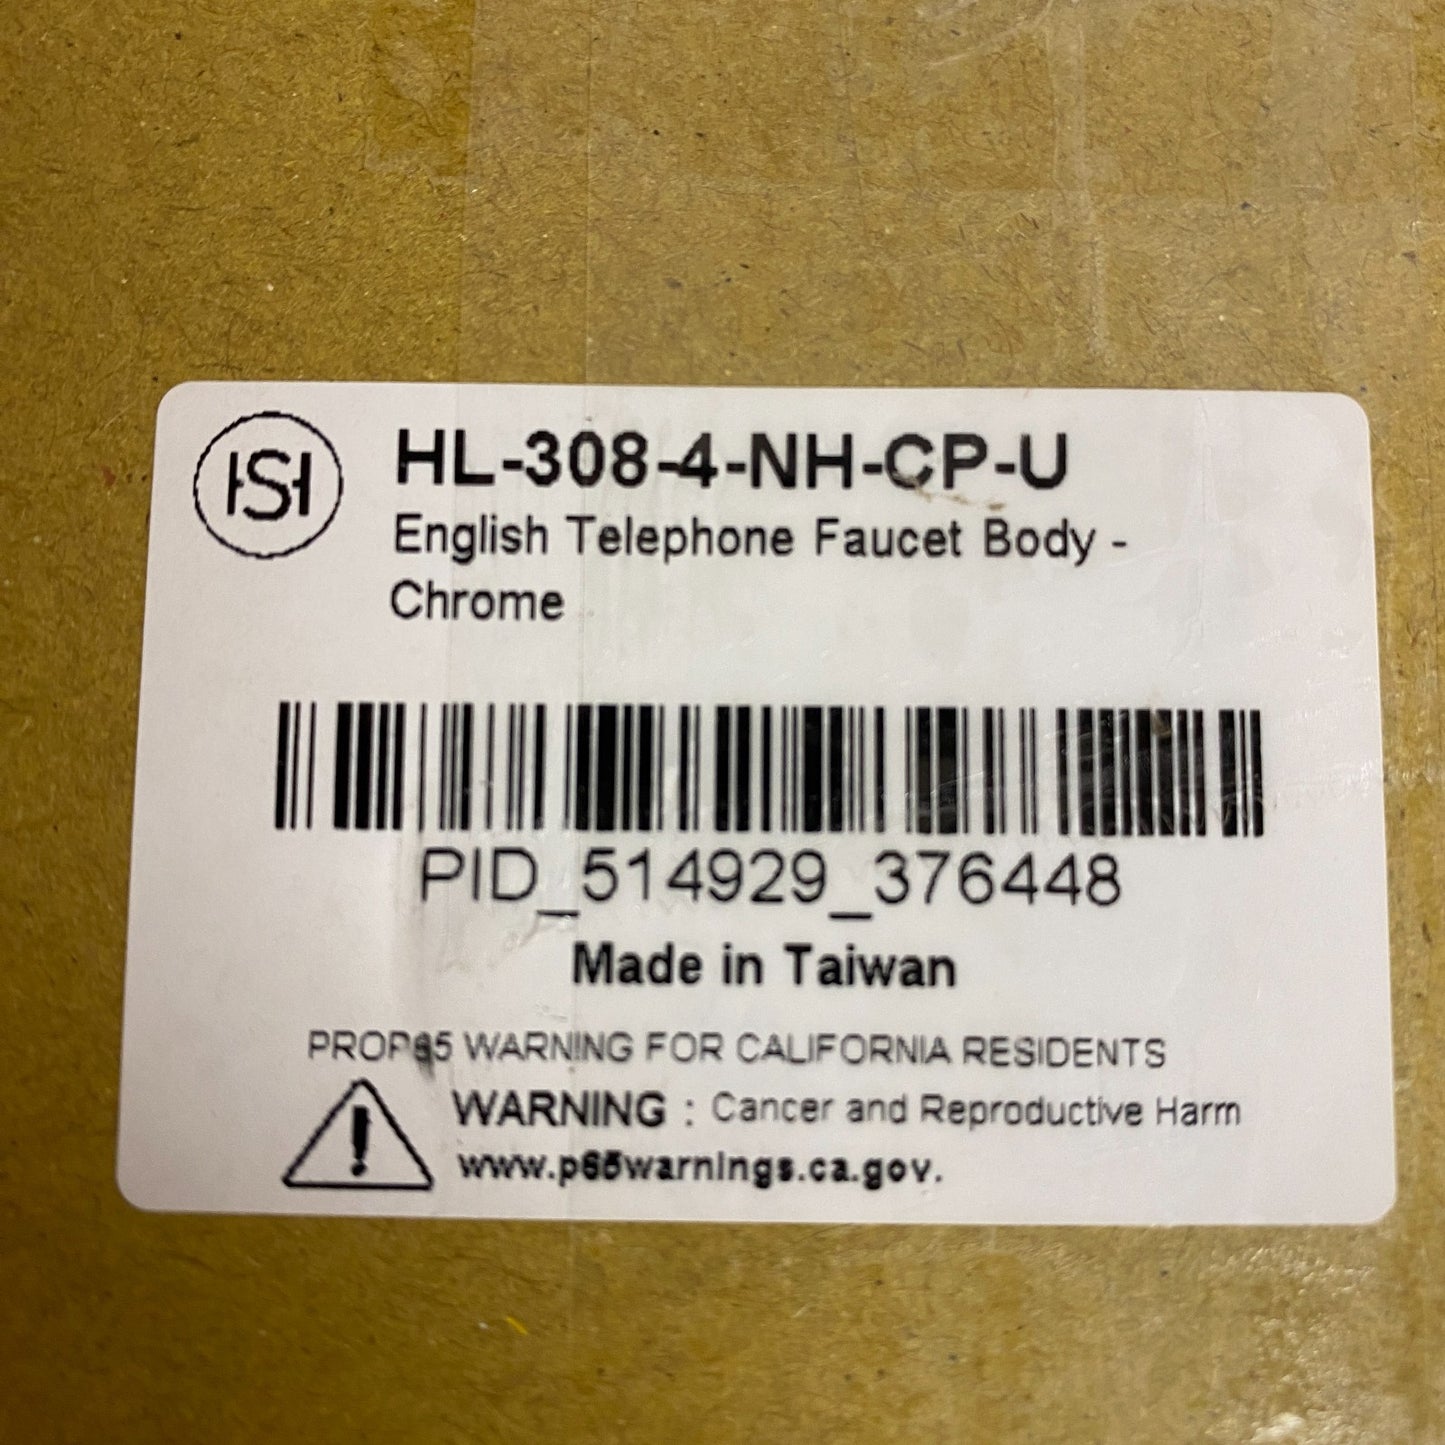 HSH
HL-308-4-NH-CP-U
English Telephone Faucet Body -
Chrome
PID_514929_376448
Made in Taiwan
PROP65 WARNING FOR CALIFORNIA RESIDENTS
WARNING : Cancer and Reproductive Harm
www.p65warnings.ca.gov.